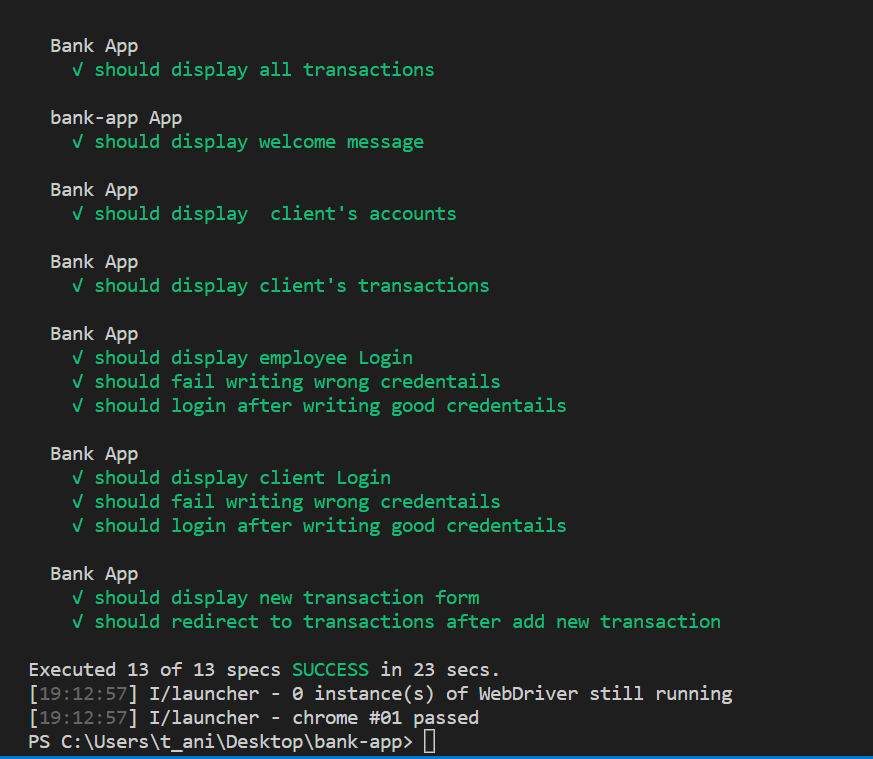 Bank App
√ should display all transactions
bank-app App
√ should display welcome message
Bank App
√ should display  client's accounts
Bank App
√ should display client's transactions
Bank App
√ should display employee Login
√ should fail writing wrong credentails
√ should login after writing good credentails
Bank App
√ should display client Login
√ should fail writing wrong credentails
√ should login after writing good credentails
Bank App
√ should display new transaction form
√ should redirect to transactions after add new transaction
Executed 13 of 13 specs SUCCESS in 23 secs.
[19:12:57] I/launcher - 0 instance(s) of WebDriver still running
[19:12:57] I/launcher - chrome #01 passed
PS C:\Users\t_ani\Desktop\bank-app>